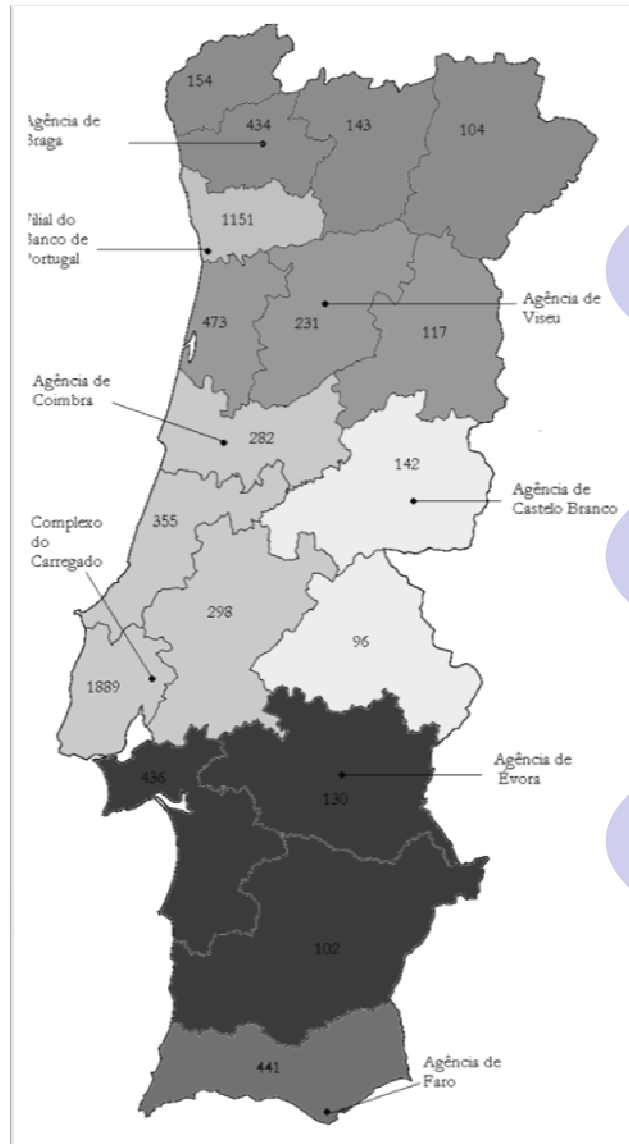 154
434
143
104
Agência de
Braga
1151
Filial do
Banco de
Portugal
473
231
117
Agência de
Viseu
Agência de
Coimbra
282
142
355
Agência de
Castelo Branco
Complexo
do
Carregado
298
96
1889
436
130
Agência de
Évora
102
441
Agência de
Faro